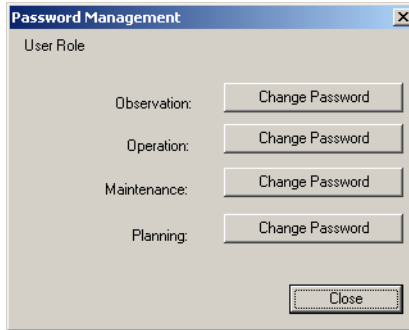 Password Management
User Role
Observation: Change Password
Operation: Change Password
Maintenance: Change Password
Planning: Change Password
Close